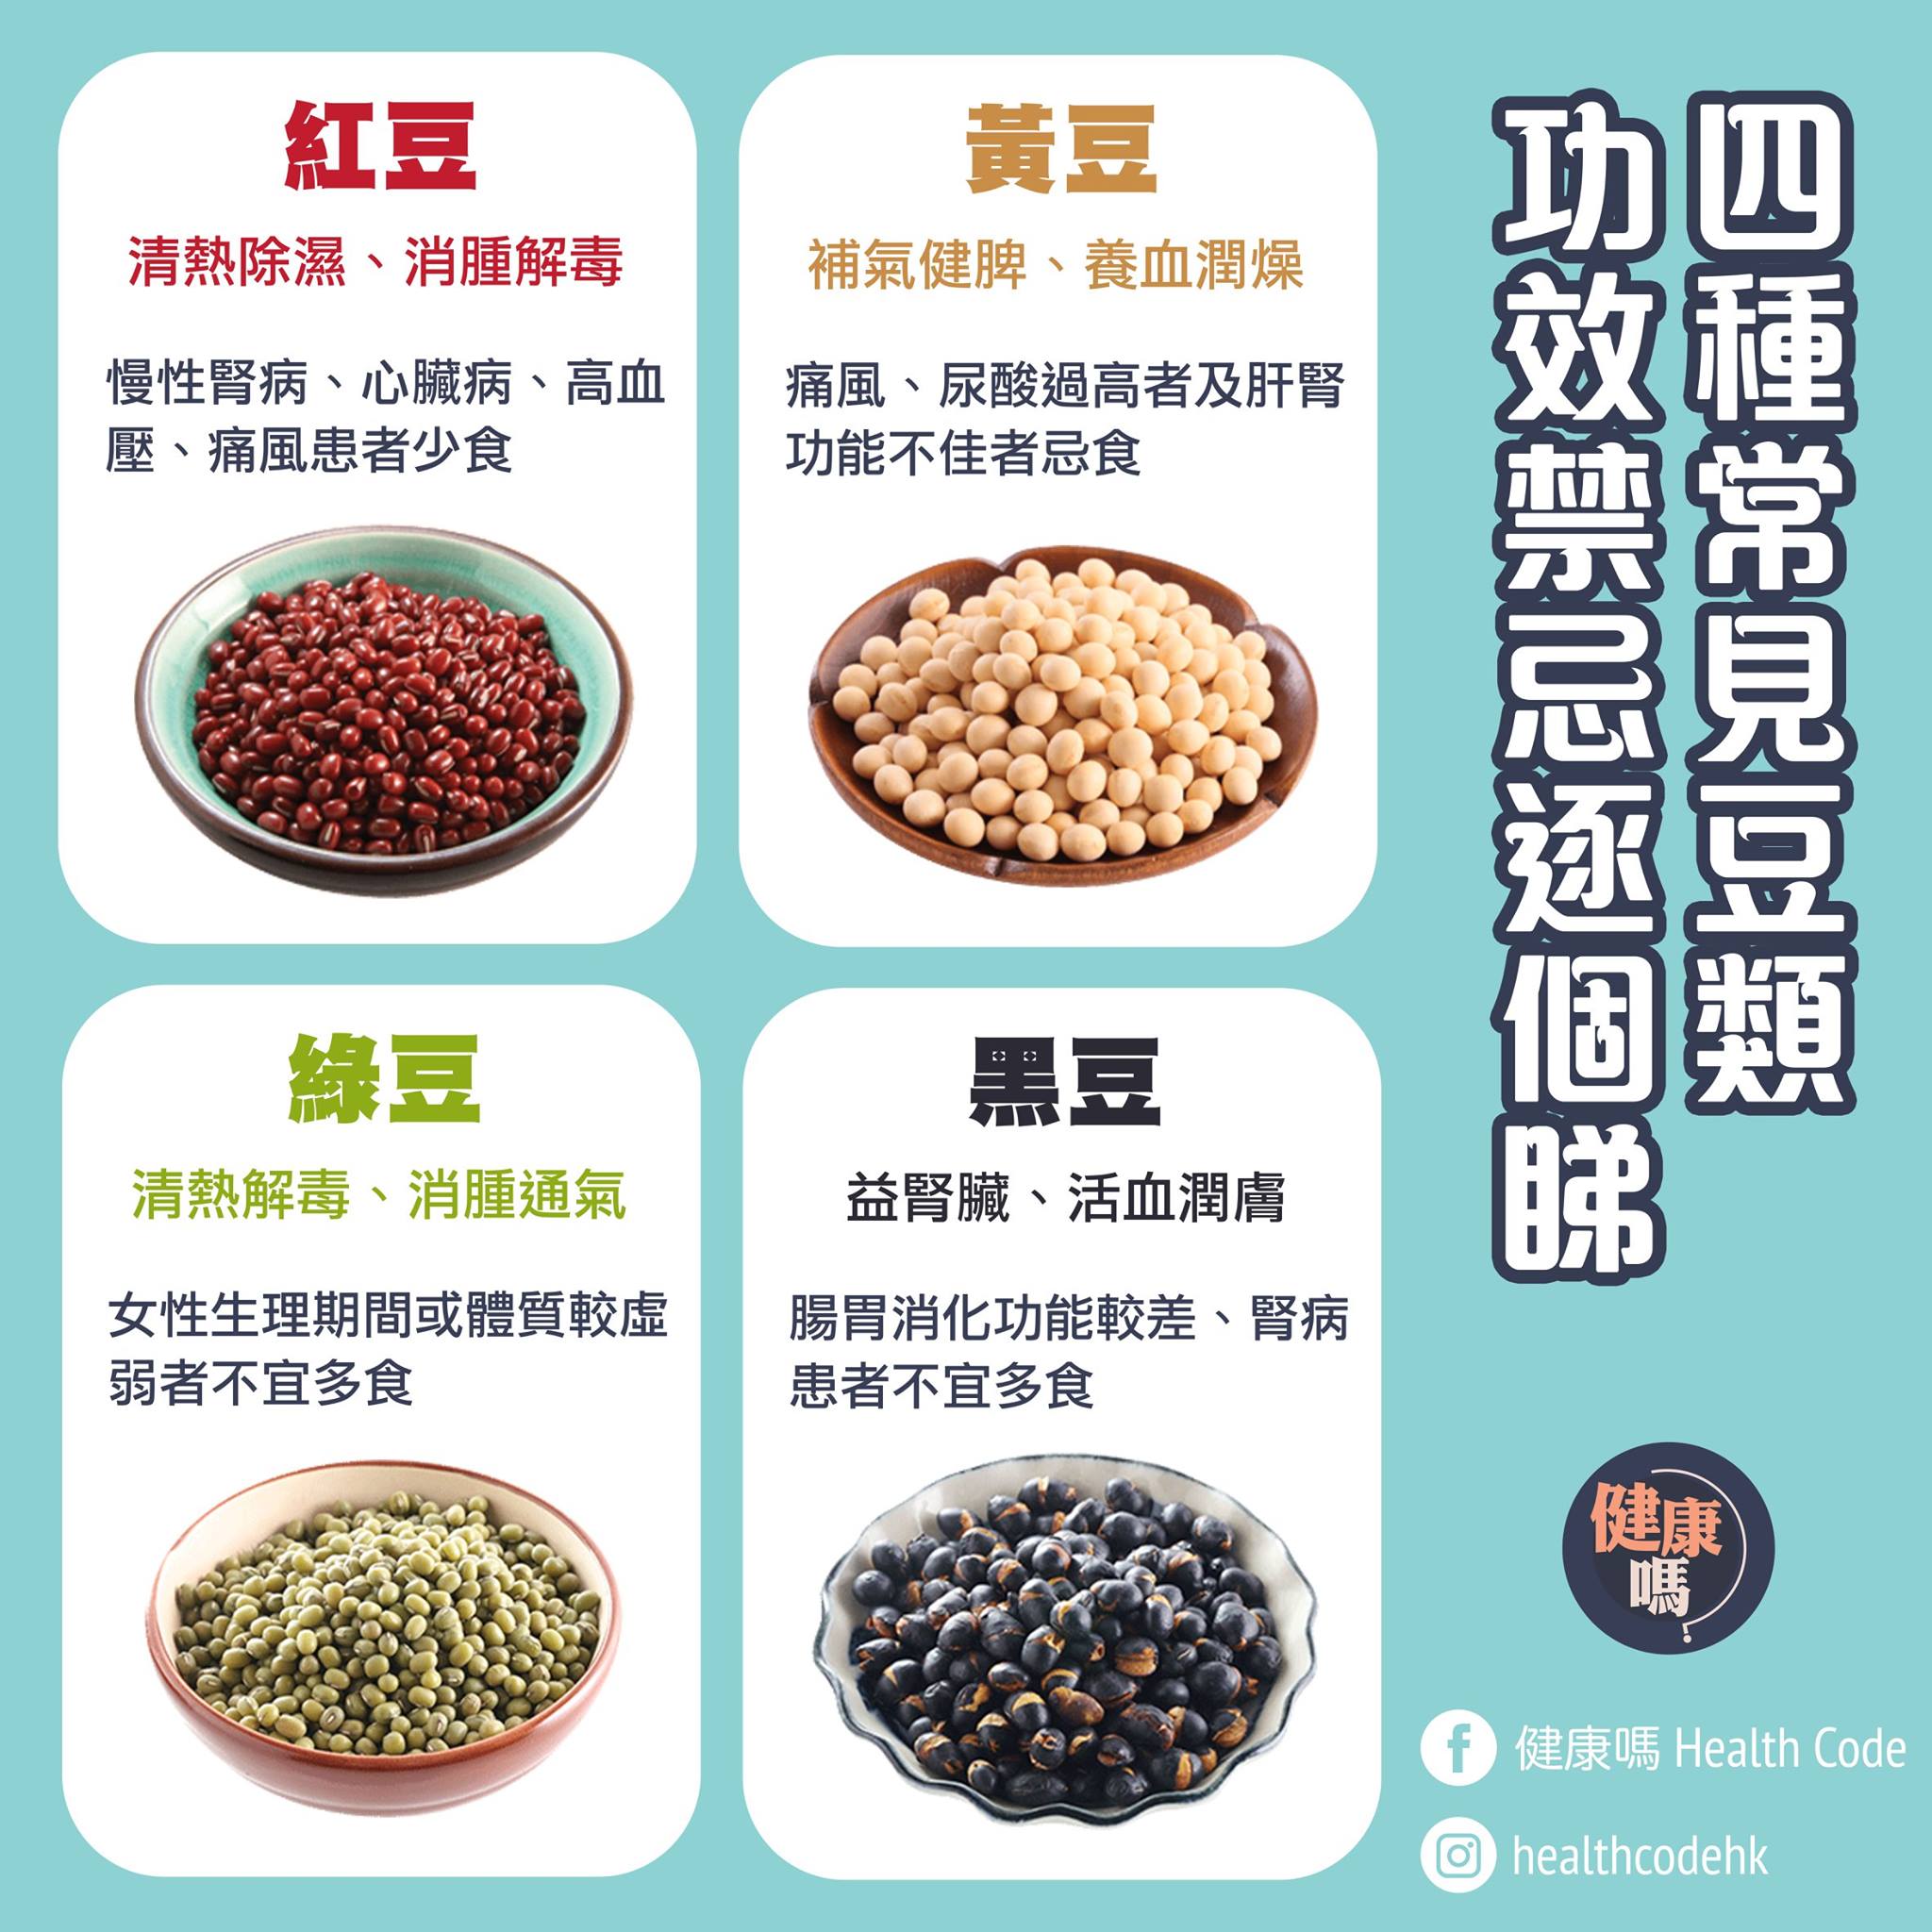 四種常見豆類
功效禁忌逐個睇
紅豆
清熱除濕、消腫解毒
慢性腎病、心臟病、高血
壓、痛風患者少食
黃豆
補氣健脾、養血潤燥
痛風、尿酸過高者及肝腎
功能不佳者忌食
綠豆
清熱解毒、消腫通氣
女性生理期間或體質較虛
弱者不宜多食
黑豆
益腎臟、活血潤膚
腸胃消化功能較差、腎病
患者不宜多食
健康
嗎?
健康嗎 Health Code
healthcodehk